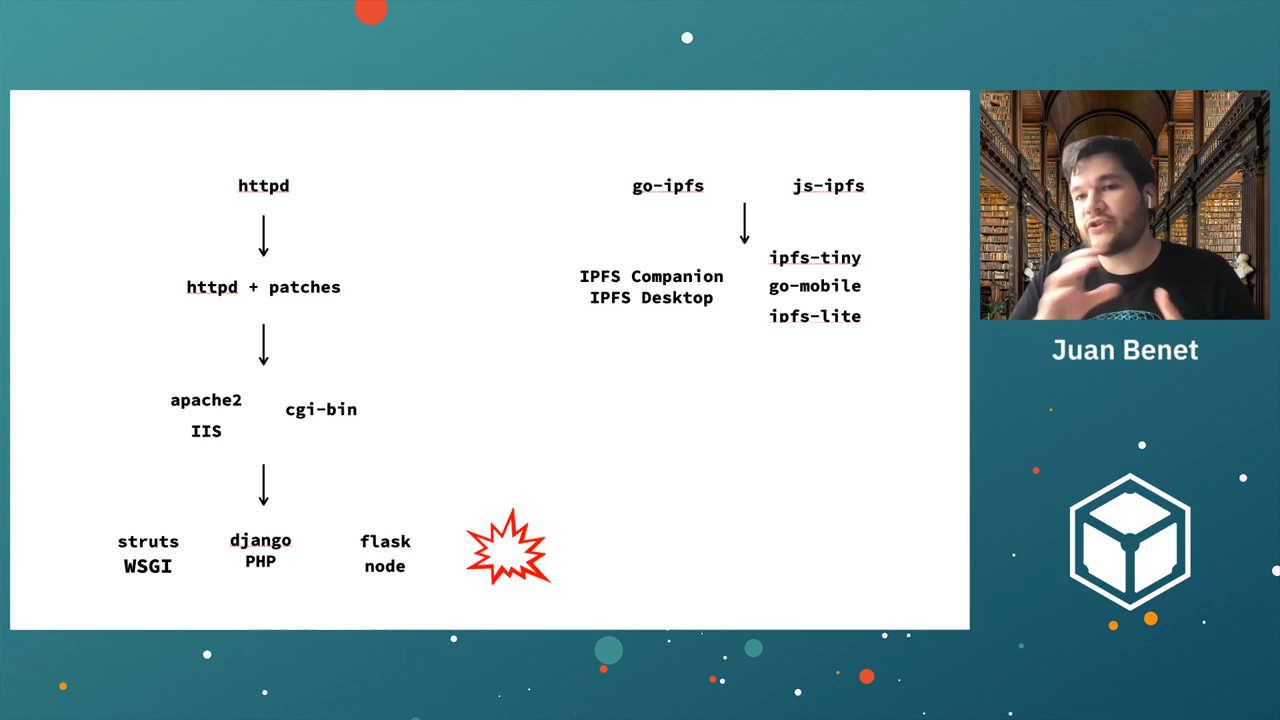 httpd
httpd + patches
apache2
IIS
cgi-bin
struts
WSGI
django
PHP
flask
node
go-ipfs
js-ipfs
IPFS Companion
IPFS Desktop
ipfs-tiny
go-mobile
ipfs-lite
Juan Benet